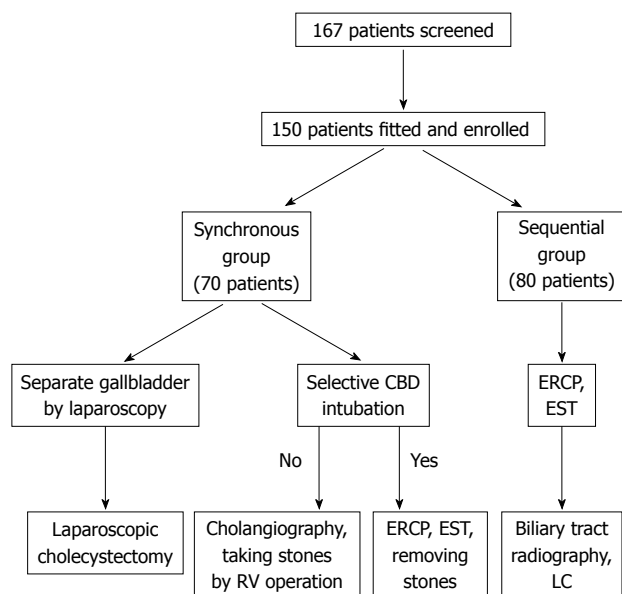 167 patients screened
150 patients fitted and enrolled
Synchronous
group
(70 patients)
Sequential
group
(80 patients)
Separate gallbladder
by laparoscopy
Selective CBD
intubation
ERCP,
EST
No
Yes
Laparoscopic
cholecystectomy
Cholangiography,
taking stones
by RV operation
ERCP, EST,
removing
stones
Biliary tract
radiography,
LC